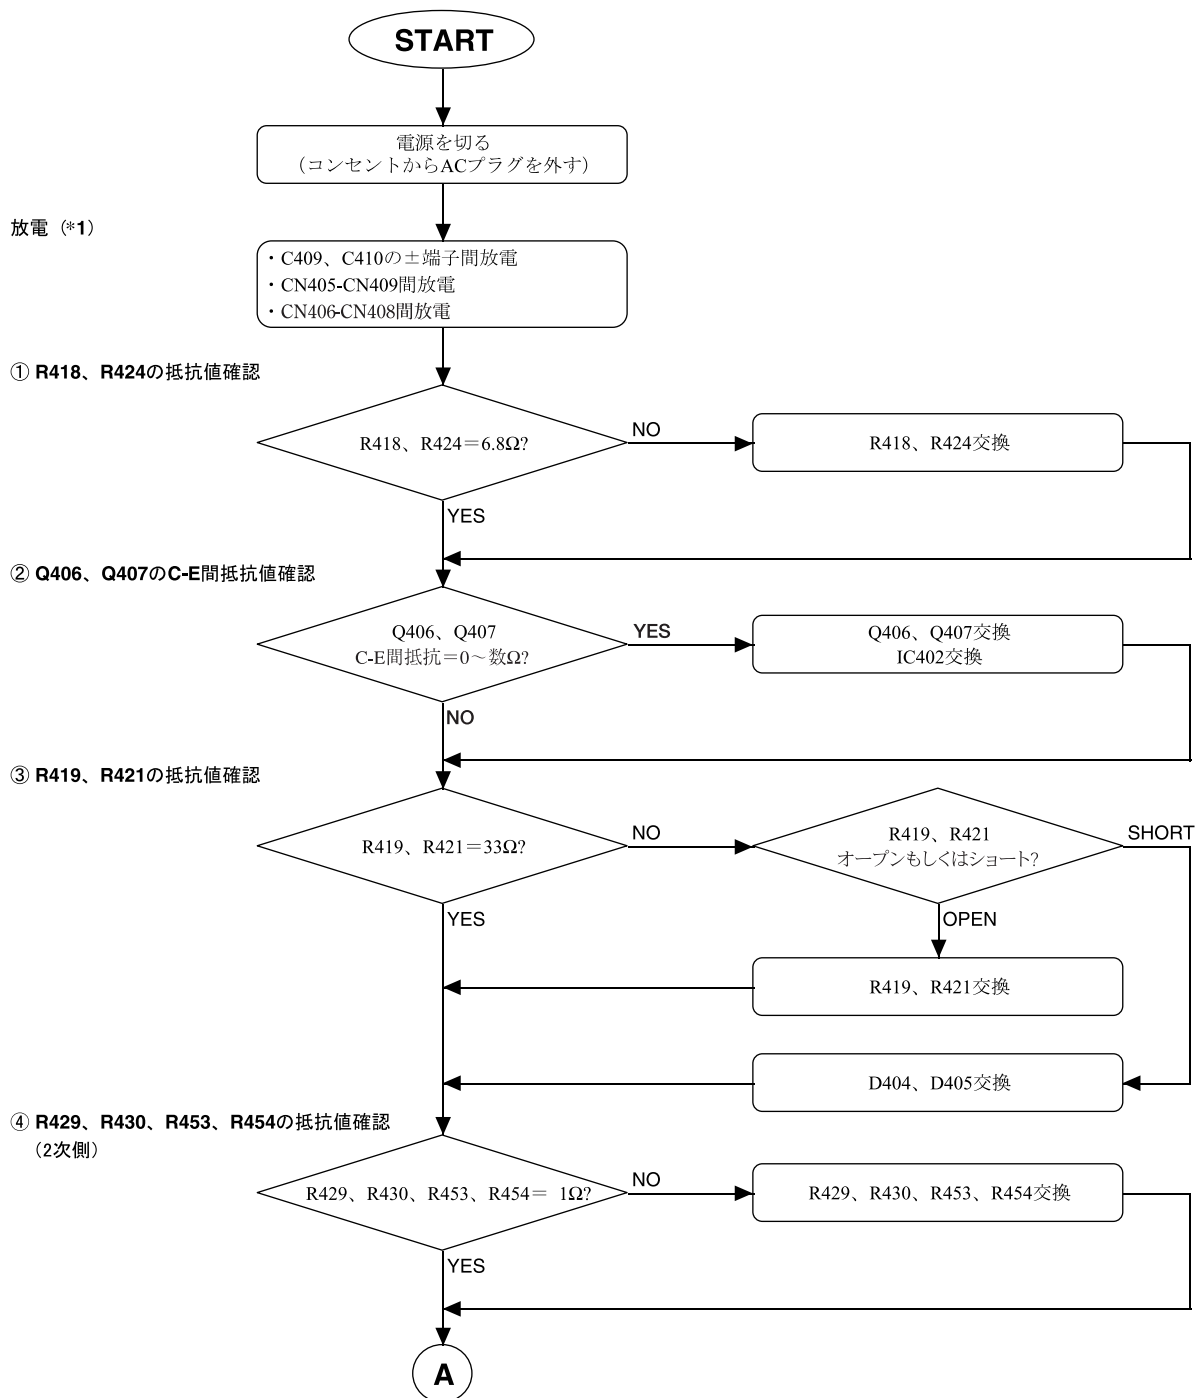 START
電源を切る
（コンセントからACプラグを外す）
放電（*1）
・C409、C410の±端子間放電
・CN405-CN409間放電
・CN406-CN408間放電
① R418、R424の抵抗値確認
R418、R424＝6.8Ω?
NO
R418、R424交換
YES
② Q406、Q407のC-E間抵抗値確認
Q406、Q407
C-E間抵抗＝0～数Ω?
YES
Q406、Q407交換
IC402交換
NO
③ R419、R421の抵抗値確認
R419、R421＝33Ω?
NO
R419、R421
オープンもしくはショート?
SHORT
YES
OPEN
R419、R421交換
D404、D405交換
④ R429、R430、R453、R454の抵抗値確認
（2次側）
R429、R430、R453、R454＝ 1Ω?
NO
R429、R430、R453、R454交換
YES
A